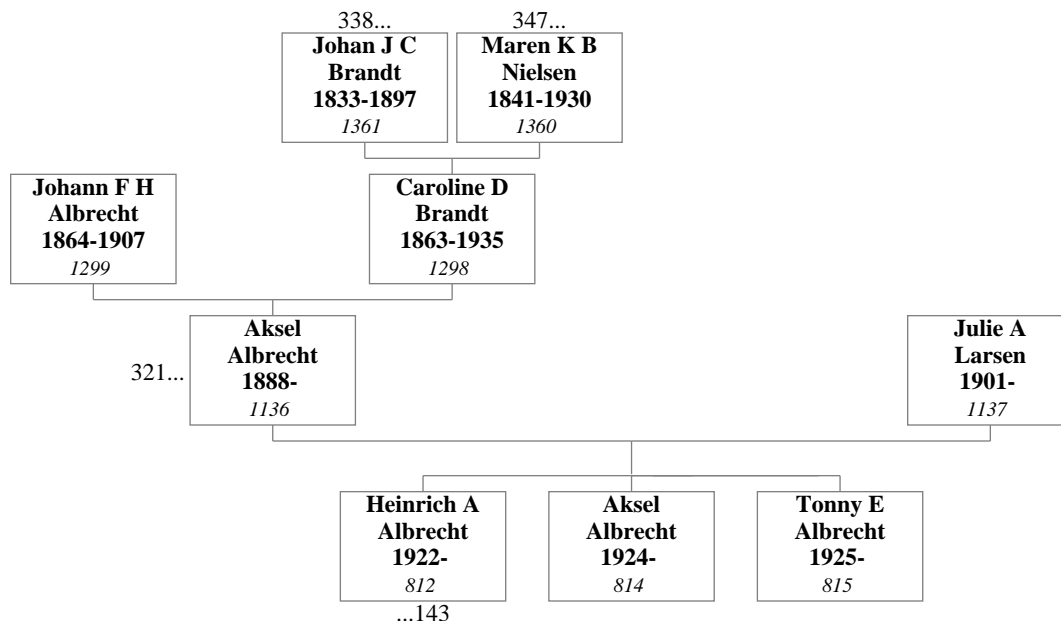 338...
347...
Johan J C
Brandt
1833-1897
1361
Maren K B
Nielsen
1841-1930
1360
Johann F H
Albrecht
1864-1907
1299
Caroline D
Brandt
1863-1935
1298
321...
Aksel
Albrecht
1888-
1136
Julie A
Larsen
1901-
1137
Heinrich A
Albrecht
1922-
812
Aksel
Albrecht
1924-
814
Tonny E
Albrecht
1925-
815
...143